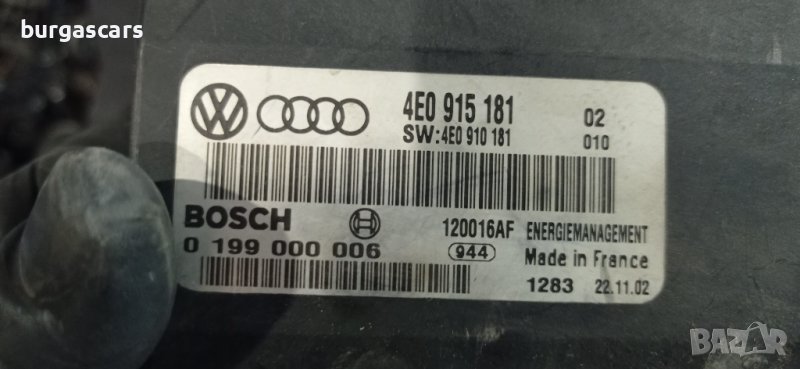 burgascars
4E0 915 181 02
SW:4E0 910 181 010
BOSCH 120016AF ENERGIEMANAGEMENT
0 199 000 006 944 Made in France
1283 22.11.02
BAZAR